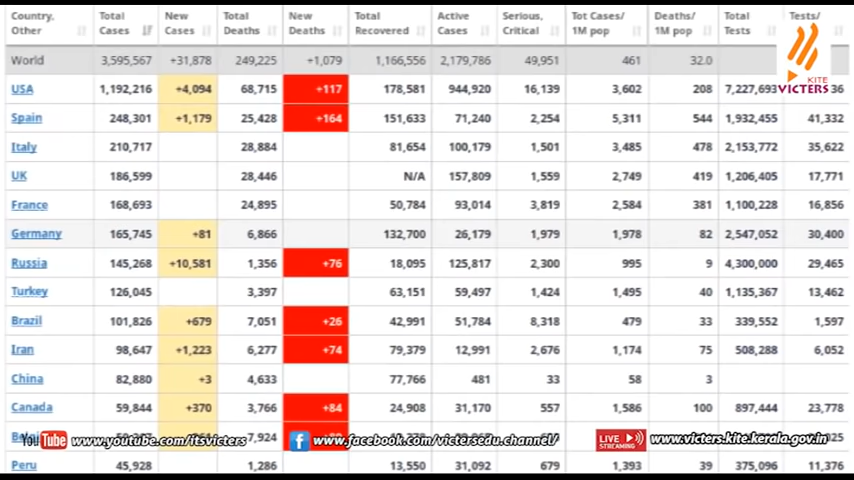 Country, Other Total Cases New Cases Total Deaths New Deaths Total Recovered Active Cases Serious, Critical Tot Cases/ 1M pop Deaths/ 1M pop Total Tests Tests/
World 3,595,567 +31,878 249,225 +1,079 1,166,556 2,179,786 49,951 461 32.0
KITE
VICTERS
USA 1,192,216 +4,094 68,715 +117 178,581 944,920 16,139 3,602 208 7,227,693
Spain 248,301 +1,179 25,428 +164 151,633 71,240 2,254 5,311 544 1,932,455 41,332
Italy 210,717 28,884 81,654 100,179 1,501 3,485 478 2,153,772 35,622
UK 186,599 28,446 N/A 157,809 1,559 2,749 419 1,206,405 17,771
France 168,693 24,895 50,784 93,014 3,819 2,584 381 1,100,228 16,856
Germany 165,745 +81 6,866 132,700 26,179 1,979 1,978 82 2,547,052 30,400
Russia 145,268 +10,581 1,356 +76 18,095 125,817 2,300 995 9 4,300,000 29,465
Turkey 126,045 3,397 63,151 59,497 1,424 1,495 40 1,135,367 13,462
Brazil 101,826 +679 7,051 +26 42,991 51,784 8,318 479 33 339,552 1,597
Iran 98,647 +1,223 6,277 +74 79,379 12,991 2,676 1,174 75 508,288 6,052
China 82,880 +3 4,633 77,766 481 33 58 3
Canada 59,844 +370 3,766 +84 24,908 31,170 557 1,586 100 897,444 23,778
YouTube www.youtube.com/itsvicters f www.facebook.com/victersedu.channel/ LIVE STREAMING www.victers.kite.kerala.gov.in
Peru 45,928 1,286 13,550 31,092 679 1,393 39 375,096 11,376